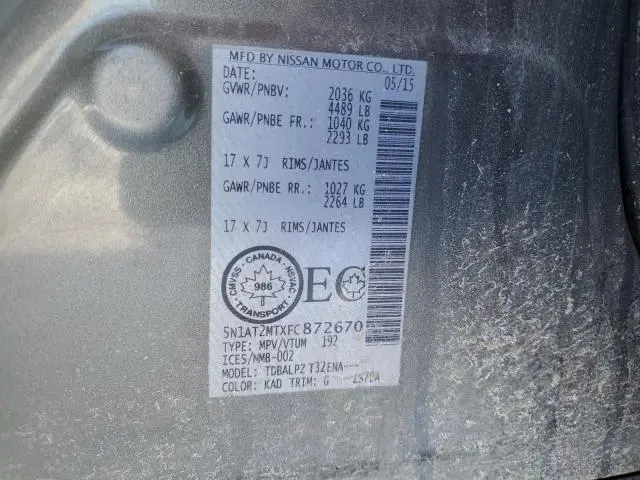 MFD BY NISSAN MOTOR CO., LTD.
DATE: 05/15
GVWR/PNBV: 2036 KG
4489 LB
GAWR/PNBE FR.: 1040 KG
2293 LB
17 X 7J RIMS/JANTES
GAWR/PNBE RR.: 1027 KG
2264 LB
17 X 7J RIMS/JANTES
CANADA
CMVSS NSVAC
986
TRANSPORT
EC
5N1AT2MTXFC872670
TYPE: MPV/VTUM 192
ICES/NMB-002
MODEL: TDBALPZ T32ENA---
COLOR: KAD TRIM: G